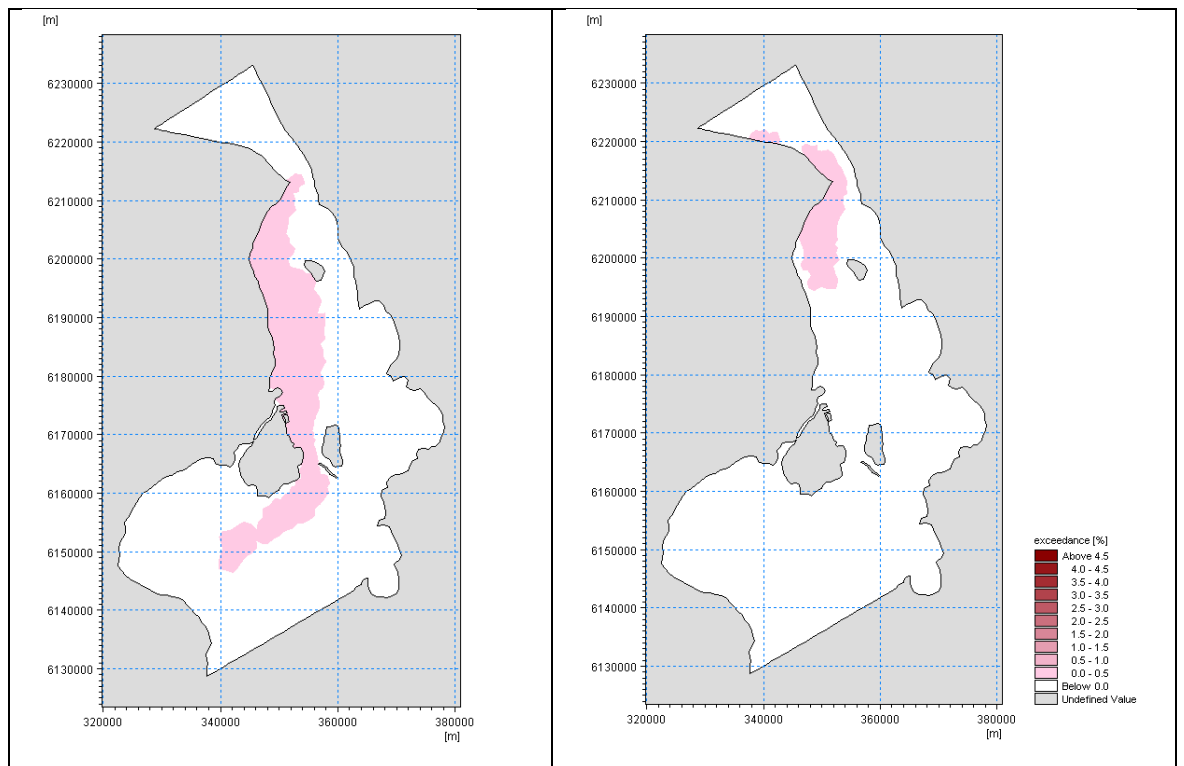 [m]
6230000
6220000
6210000
6200000
6190000
6180000
6170000
6160000
6150000
6140000
6130000
320000 340000 360000 380000
[m]
[m]
6230000
6220000
6210000
6200000
6190000
6180000
6170000
6160000
6150000
6140000
6130000
320000 340000 360000 380000
[m]
exceedance [%]
Above 4.5
4.0 - 4.5
3.5 - 4.0
3.0 - 3.5
2.5 - 3.0
2.0 - 2.5
1.5 - 2.0
1.0 - 1.5
0.5 - 1.0
0.0 - 0.5
Below 0.0
Undefined Value